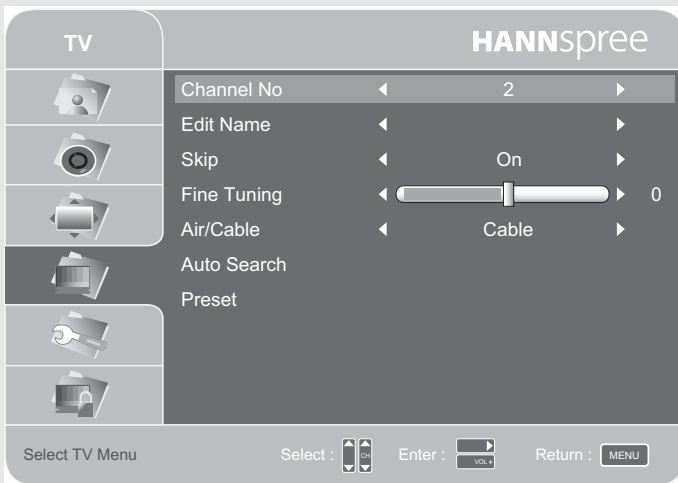 TV
HANNspree
Channel No 2
Edit Name
Skip On
Fine Tuning 0
Air/Cable Cable
Auto Search
Preset
Select TV Menu Select : CH Enter : VOL+ Return : MENU